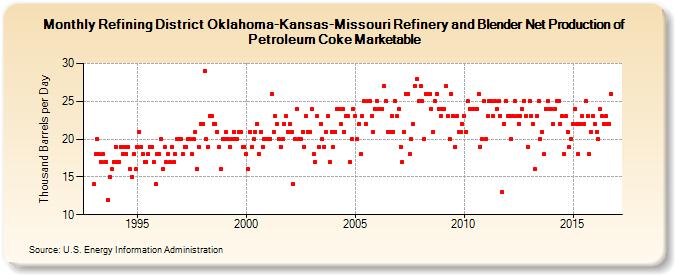 Monthly Refining District Oklahoma-Kansas-Missouri Refinery and Blender Net Production of
Petroleum Coke Marketable
Thousand Barrels per Day
30
25
20
15
10
1995
2000
2005
2010
2015
Source: U.S. Energy Information Administration